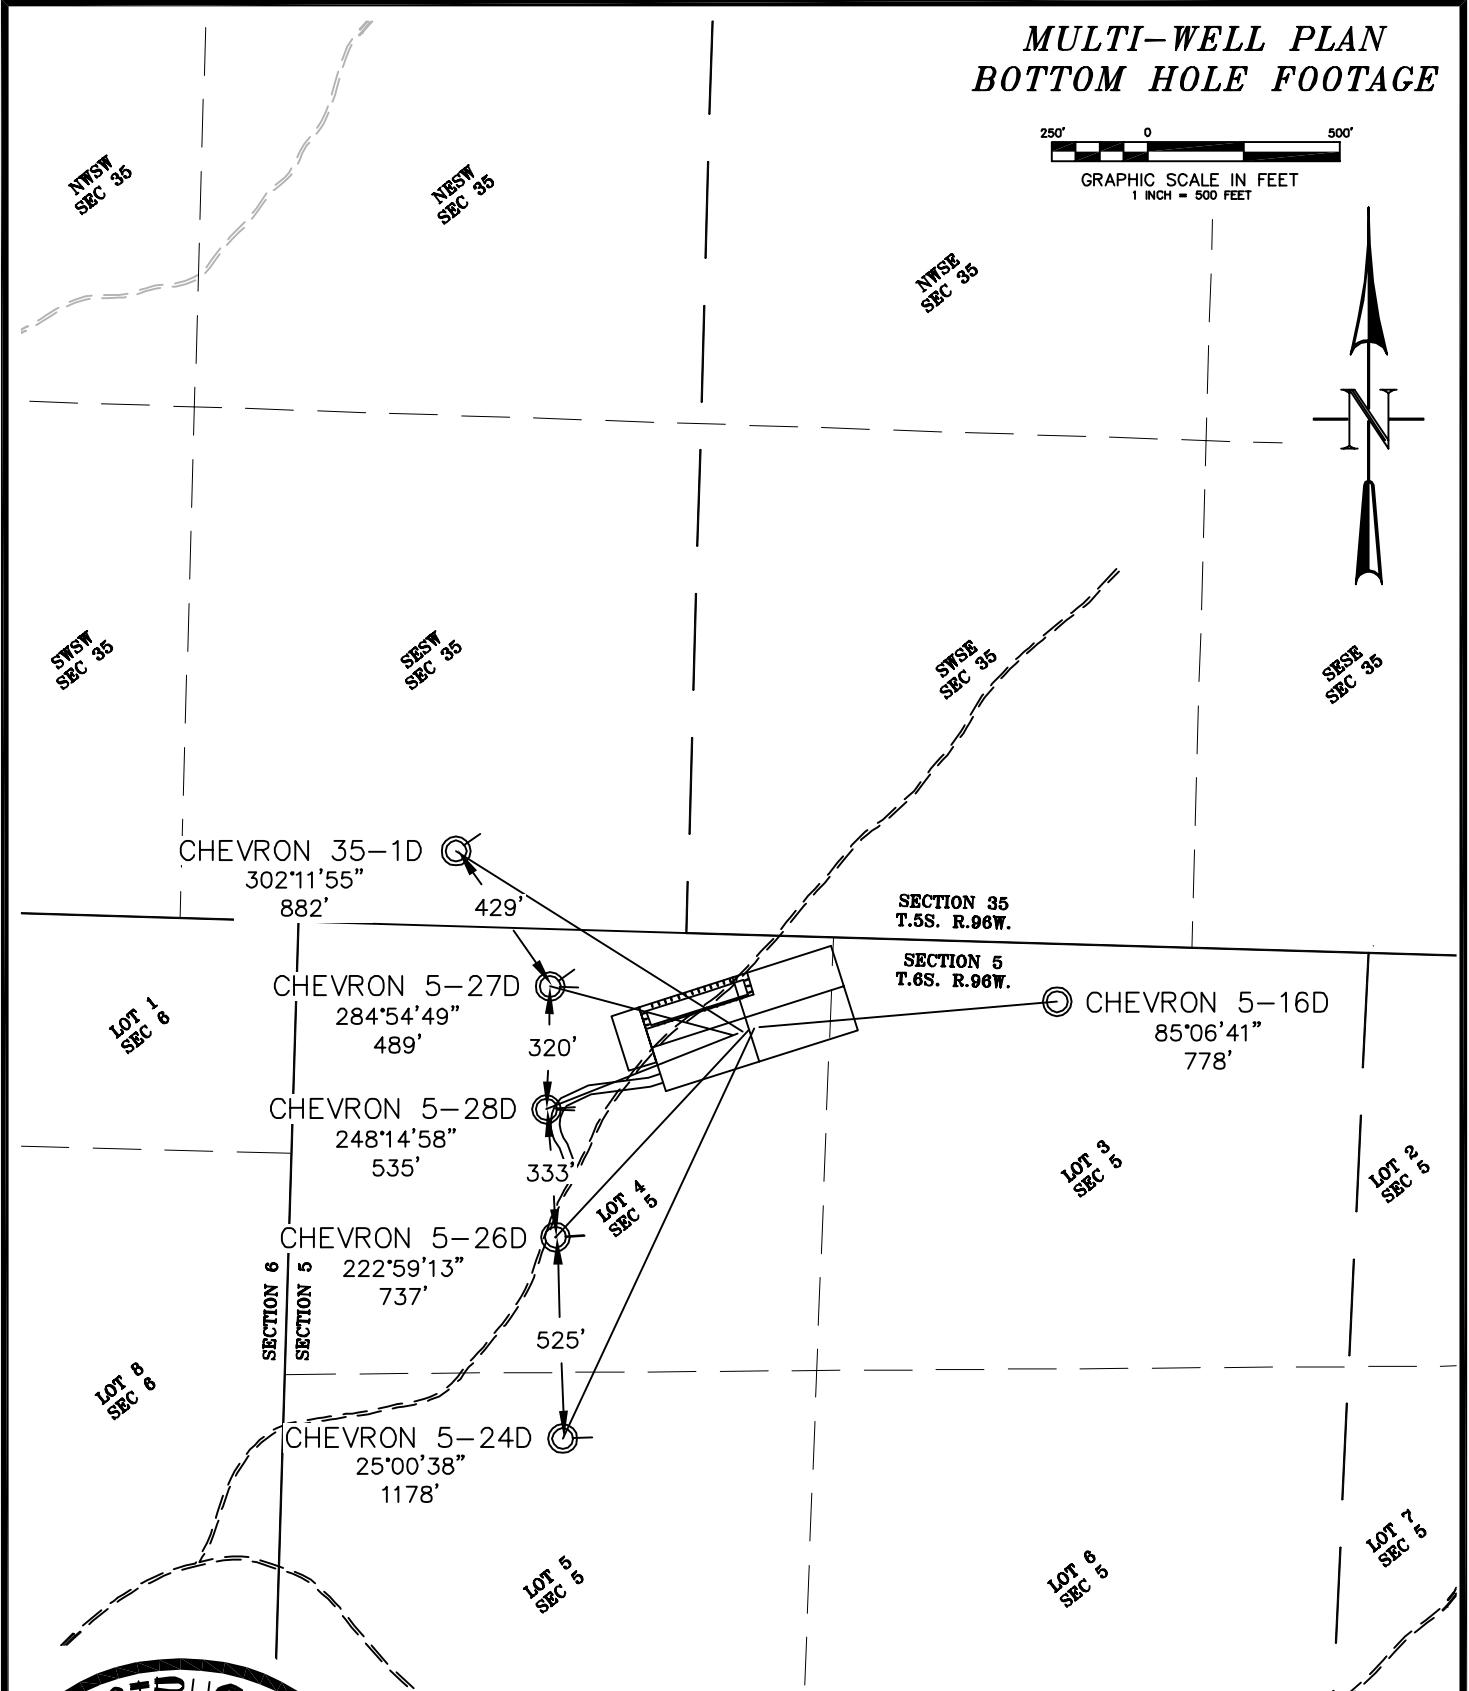 MULTI-WELL PLAN
BOTTOM HOLE FOOTAGE
250' 0 500'
GRAPHIC SCALE IN FEET
1 INCH = 500 FEET
N
NWSW
SEC 35
NESW
SEC 35
NWSE
SEC 35
SWSW
SEC 35
SESW
SEC 35
SWSE
SEC 35
SESE
SEC 35
CHEVRON 35-1D
302°11'55"
882'
429'
SECTION 35
T.5S. R.96W.
SECTION 5
T.6S. R.96W.
CHEVRON 5-27D
284°54'49"
489'
320'
CHEVRON 5-16D
85°06'41"
778'
LOT 1
SEC 6
CHEVRON 5-28D
248°14'58"
535'
333'
LOT 4
SEC 5
LOT 3
SEC 5
LOT 2
SEC 5
CHEVRON 5-26D
222°59'13"
737'
SECTION 6
SECTION 5
525'
LOT 8
SEC 6
CHEVRON 5-24D
25°00'38"
1178'
LOT 5
SEC 5
LOT 6
SEC 5
LOT 7
SEC 5